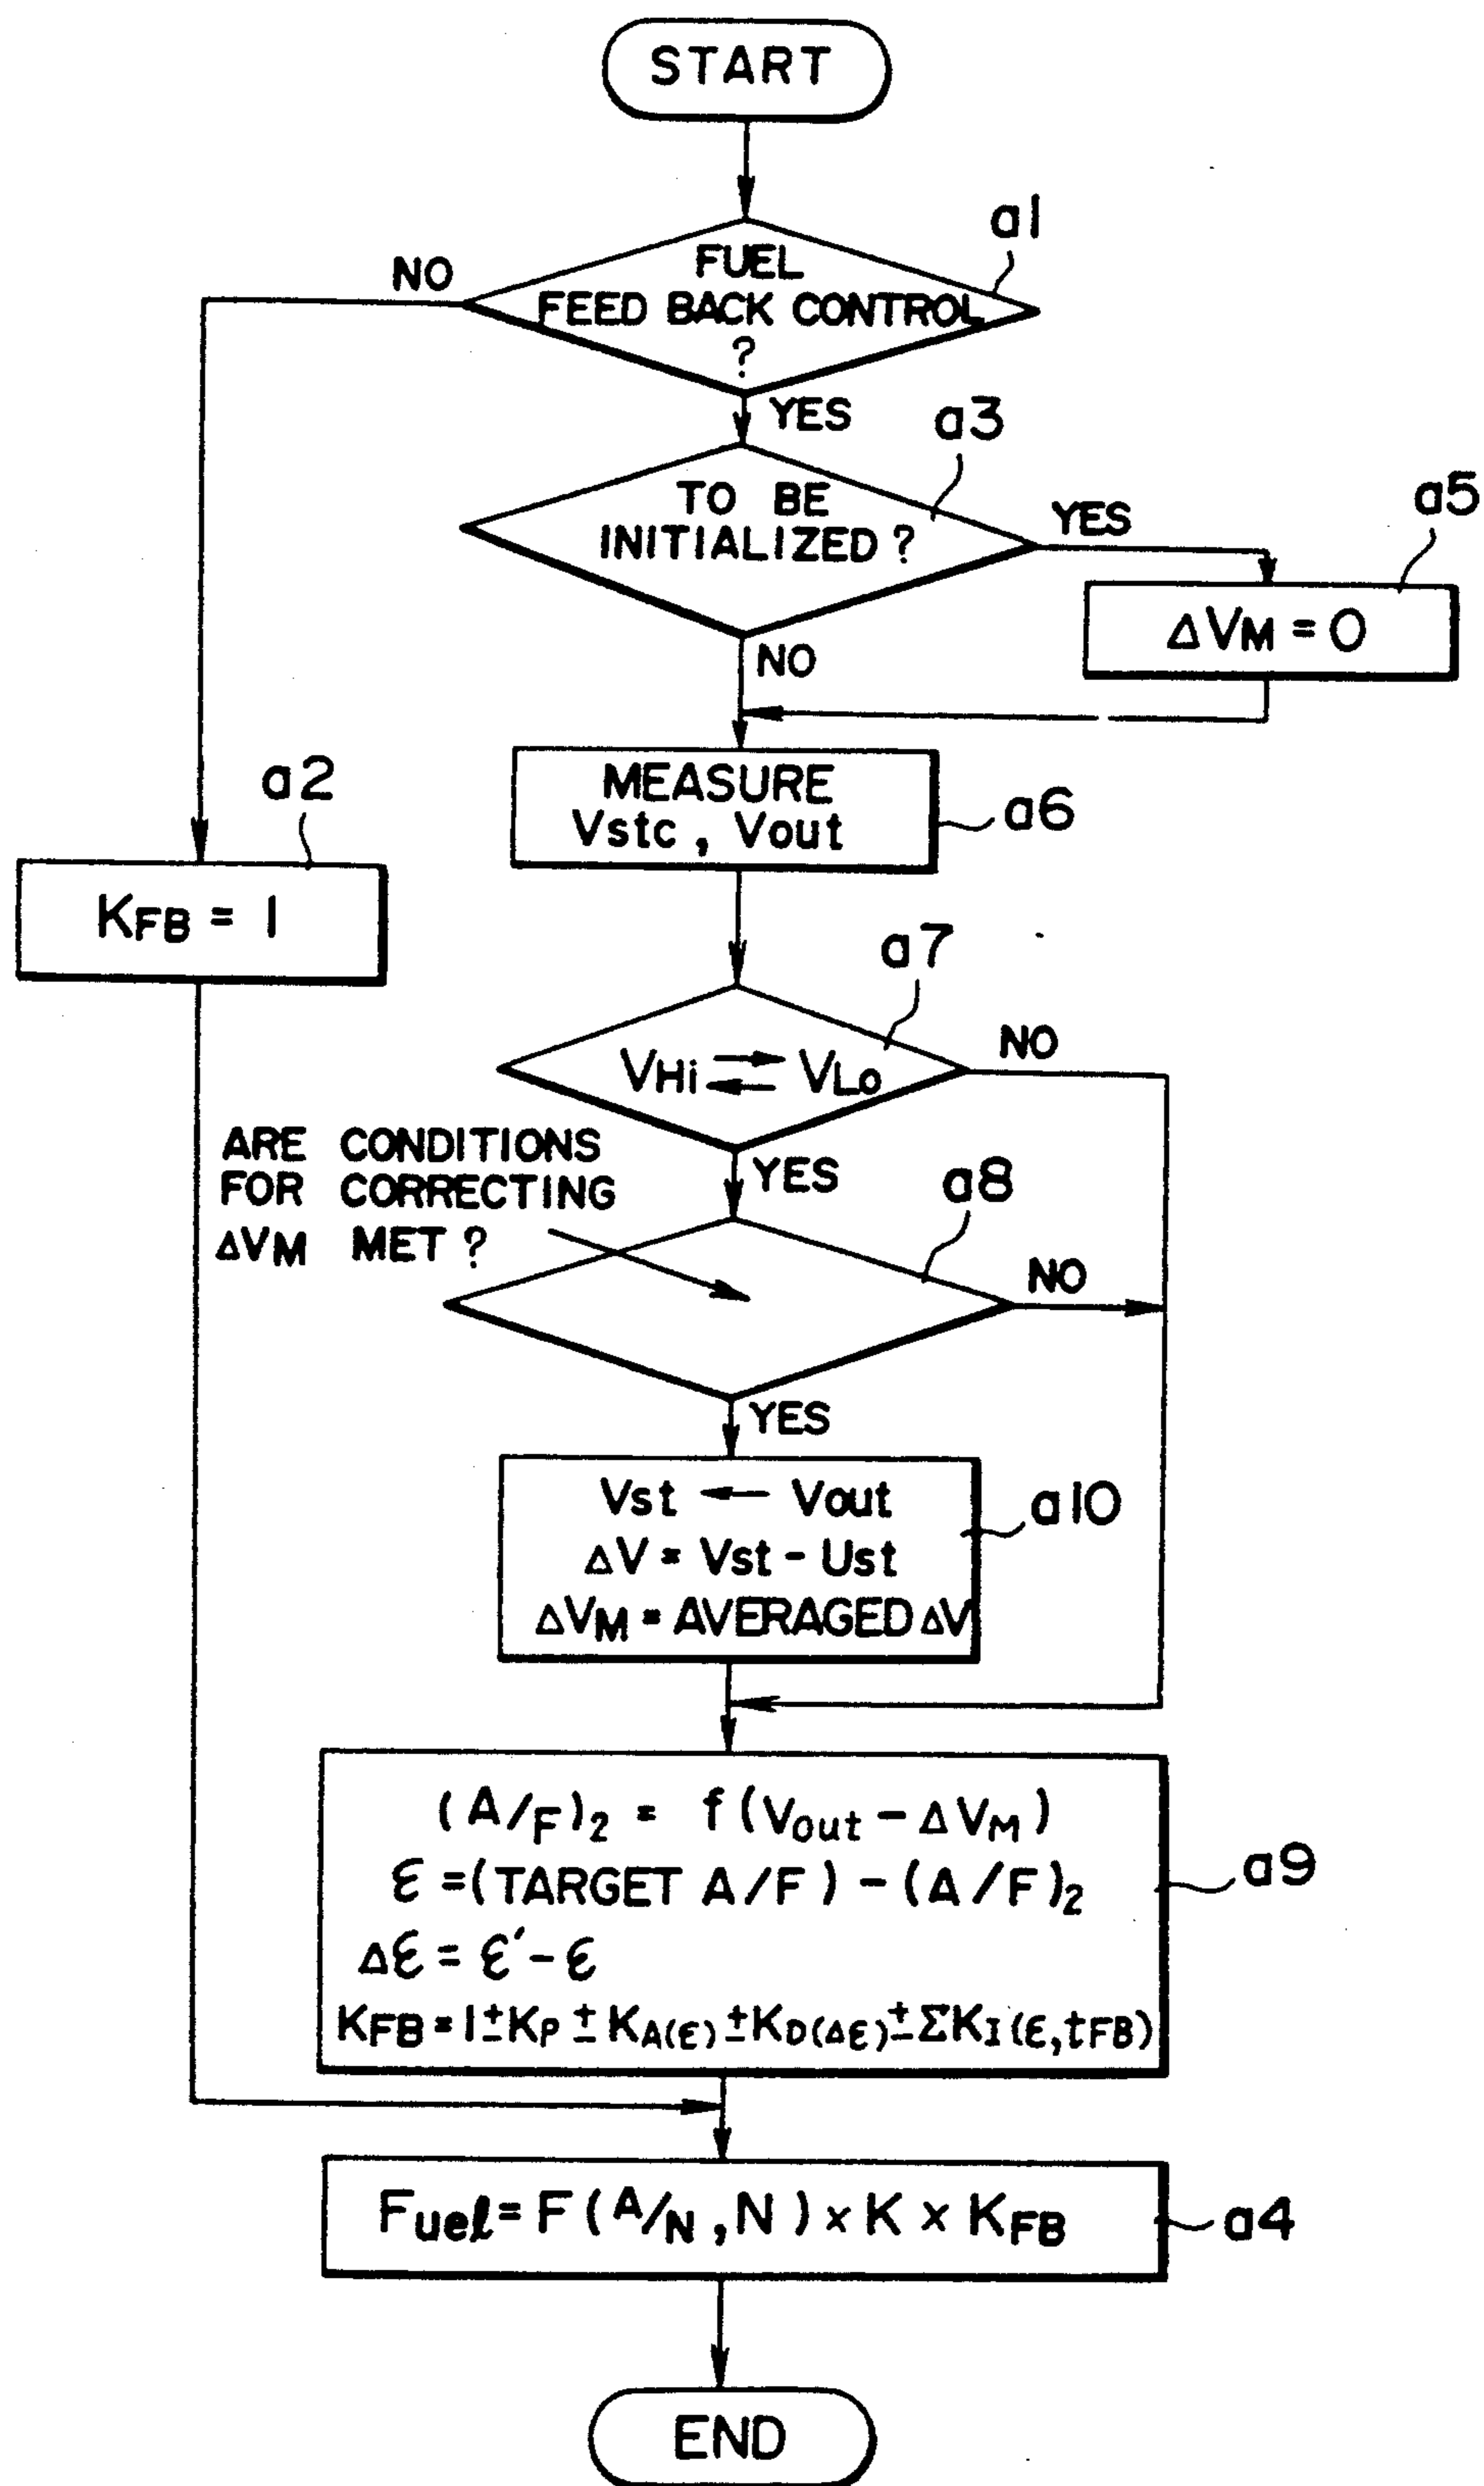 START
a1
NO
FUEL
FEED BACK CONTROL
?
YES
a3
TO BE
INITIALIZED ?
YES
a5
ΔVM = 0
NO
MEASURE
Vstc , Vout
a6
a2
KFB = 1
a7
VHi ⇄ VLo
NO
ARE CONDITIONS
FOR CORRECTING
ΔVM MET ?
YES
a8
NO
YES
Vst ← Vout
ΔV = Vst - Ust
ΔVM = AVERAGED ΔV
a10
(A/F)2 = f (Vout - ΔVM)
ε = (TARGET A/F) - (A/F)2
Δε = ε' - ε
KFB = 1 ± KP ± KA(ε) ± KD(Δε) ± ΣKI(ε, tFB)
a9
Fuel = F (A/N , N) × K × KFB
a4
END